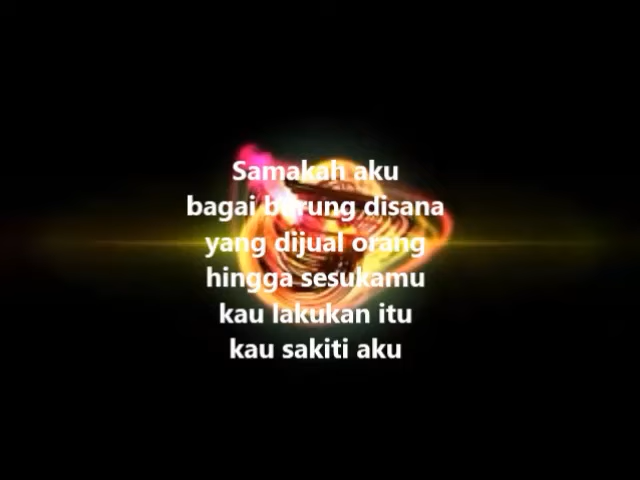 Samakah aku
bagai burung disana
yang dijual orang
hingga sesukamu
kau lakukan itu
kau sakiti aku